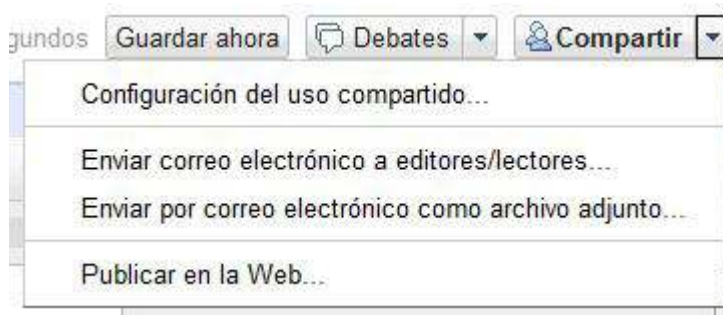 gundos Guardar ahora Debates Compartir
Configuración del uso compartido...
Enviar correo electrónico a editores/lectores...
Enviar por correo electrónico como archivo adjunto...
Publicar en la Web...